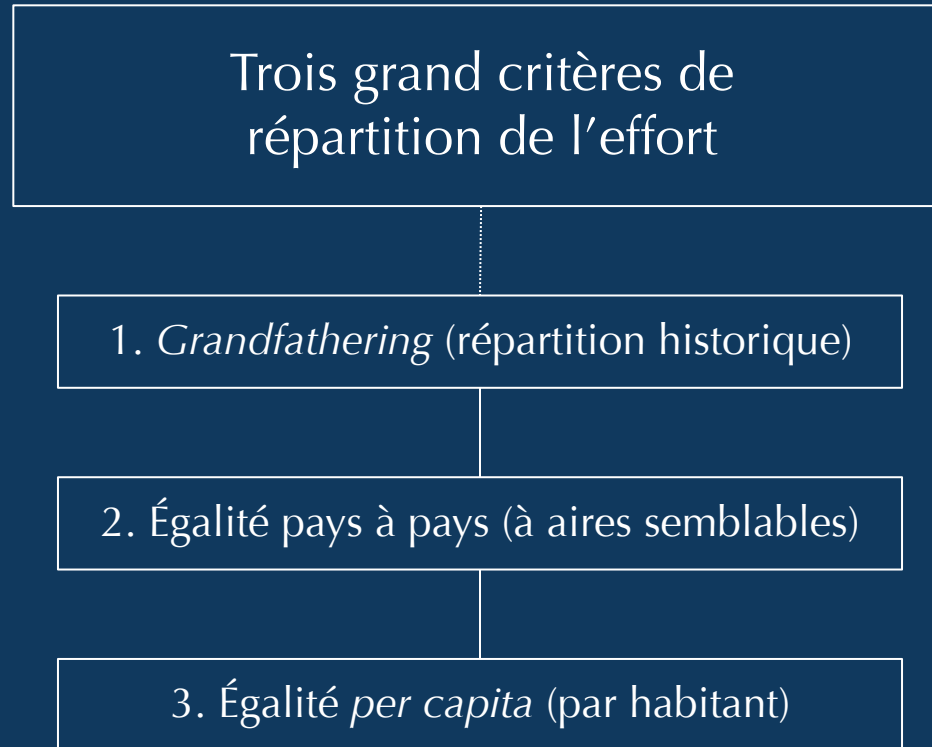 Trois grand critères de
répartition de l’effort
1. Grandfathering (répartition historique)
2. Égalité pays à pays (à aires semblables)
3. Égalité per capita (par habitant)